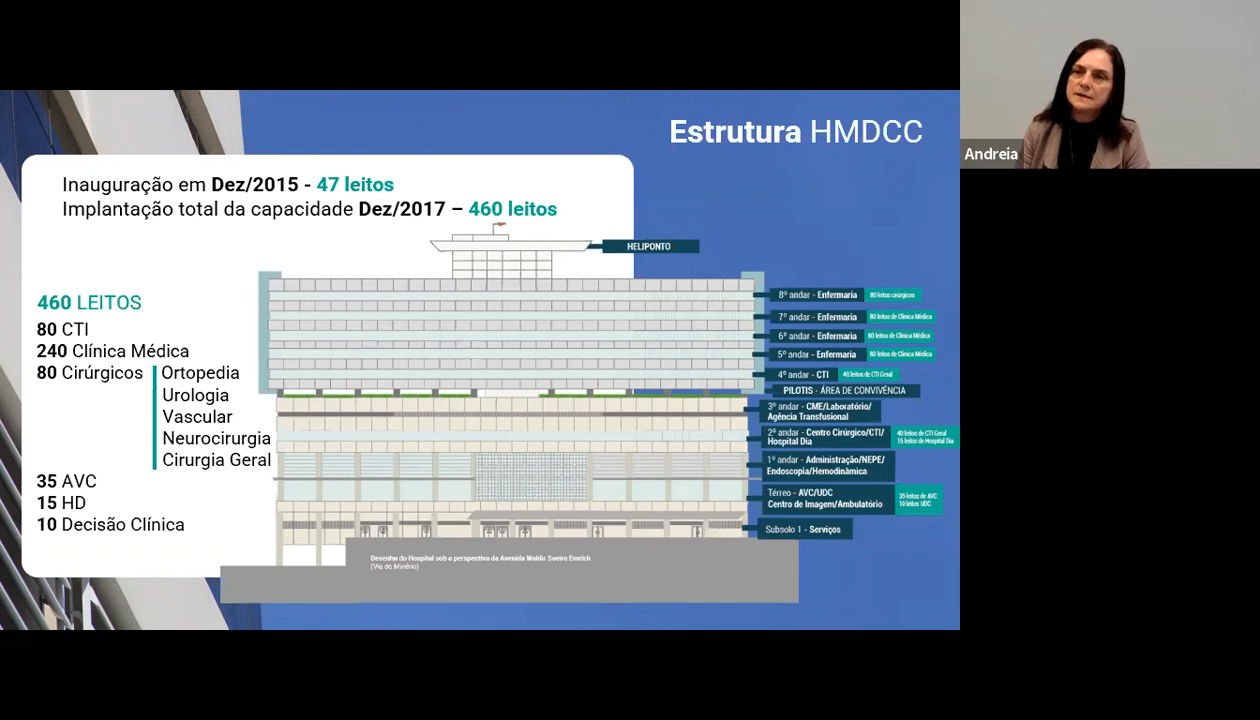 Andreia
Estrutura HMDCC
Inauguração em Dez/2015 - 47 leitos
Implantação total da capacidade Dez/2017 – 460 leitos
HELIPONTO
460 LEITOS
80 CTI
240 Clínica Médica
80 Cirúrgicos
Ortopedia
Urologia
Vascular
Neurocirurgia
Cirurgia Geral
35 AVC
15 HD
10 Decisão Clínica
8º andar - Enfermaria
80 leitos cirúrgicos
7º andar - Enfermaria
80 leitos de Clínica Médica
6º andar - Enfermaria
80 leitos de Clínica Médica
5º andar - Enfermaria
80 leitos de Clínica Médica
4º andar - CTI
40 leitos de CTI Geral
PILOTIS - ÁREA DE CONVIVÊNCIA
3º andar - CME/Laboratório/
Agência Transfusional
2º andar - Centro Cirúrgico/CTI/
Hospital Dia
40 leitos de CTI Geral
15 leitos de Hospital Dia
1º andar - Administração/NEPE/
Endoscopia/Hemodinâmica
Térreo - AVC/UDC
Centro de Imagem/Ambulatório
35 leitos de AVC
10 leitos UDC
Subsolo 1 - Serviços
Desenho do Hospital sob a perspectiva da Avenida Waldir Soeiro Emrich
(Via do Minério)